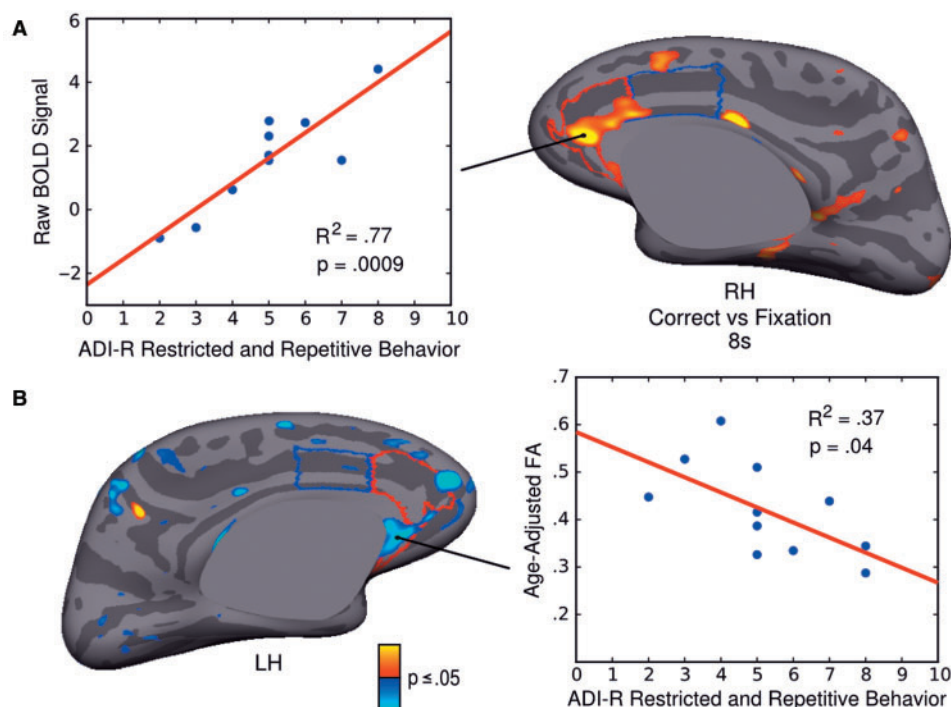 A
6
4
2
0
−2
Raw BOLD Signal
R2 = .77
p = .0009
0 1 2 3 4 5 6 7 8 9 10
ADI-R Restricted and Repetitive Behavior
RH
Correct vs Fixation
8s
B
LH
p ≤ .05
.7
.6
.5
.4
.3
.2
Age-Adjusted FA
R2 = .37
p = .04
0 1 2 3 4 5 6 7 8 9 10
ADI-R Restricted and Repetitive Behavior